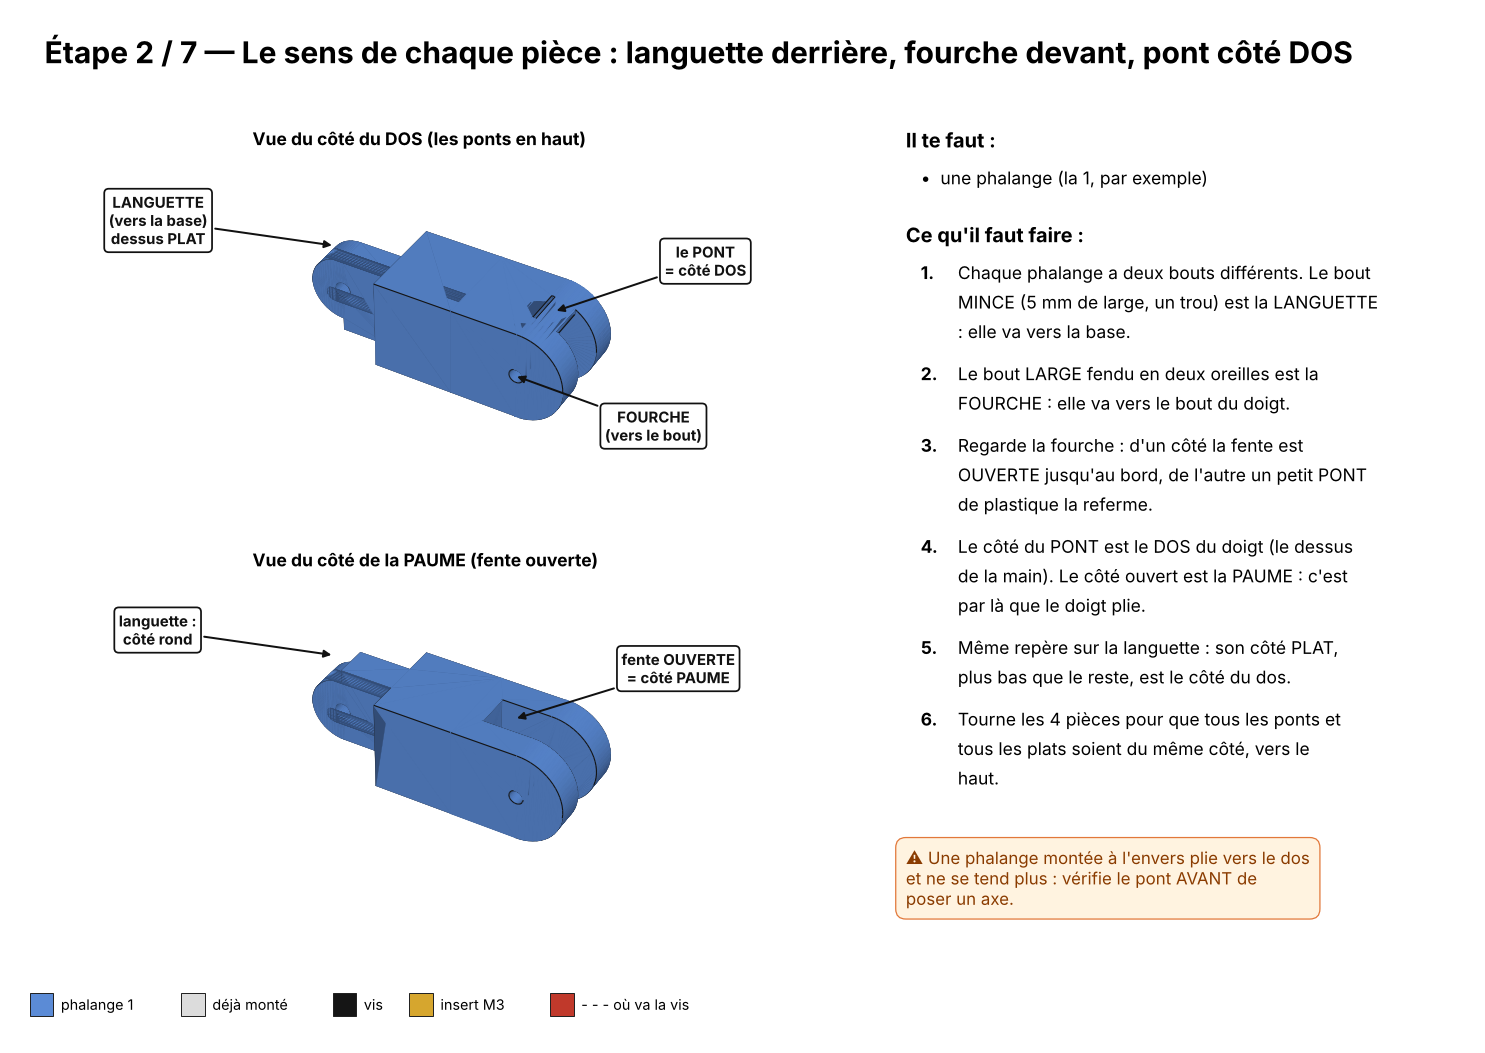 Étape 2 / 7 — Le sens de chaque pièce : languette derrière, fourche devant, pont côté DOS
Vue du côté du DOS (les ponts en haut)
LANGUETTE
(vers la base)
dessus PLAT
le PONT
= côté DOS
FOURCHE
(vers le bout)
Vue du côté de la PAUME (fente ouverte)
languette :
côté rond
fente OUVERTE
= côté PAUME
Il te faut :
• une phalange (la 1, par exemple)
Ce qu'il faut faire :
1. Chaque phalange a deux bouts différents. Le bout
MINCE (5 mm de large, un trou) est la LANGUETTE
: elle va vers la base.
2. Le bout LARGE fendu en deux oreilles est la
FOURCHE : elle va vers le bout du doigt.
3. Regarde la fourche : d'un côté la fente est
OUVERTE jusqu'au bord, de l'autre un petit PONT
de plastique la referme.
4. Le côté du PONT est le DOS du doigt (le dessus
de la main). Le côté ouvert est la PAUME : c'est
par là que le doigt plie.
5. Même repère sur la languette : son côté PLAT,
plus bas que le reste, est le côté du dos.
6. Tourne les 4 pièces pour que tous les ponts et
tous les plats soient du même côté, vers le
haut.
⚠ Une phalange montée à l'envers plie vers le dos
et ne se tend plus : vérifie le pont AVANT de
poser un axe.
phalange 1
déjà monté
vis
insert M3
- - - où va la vis